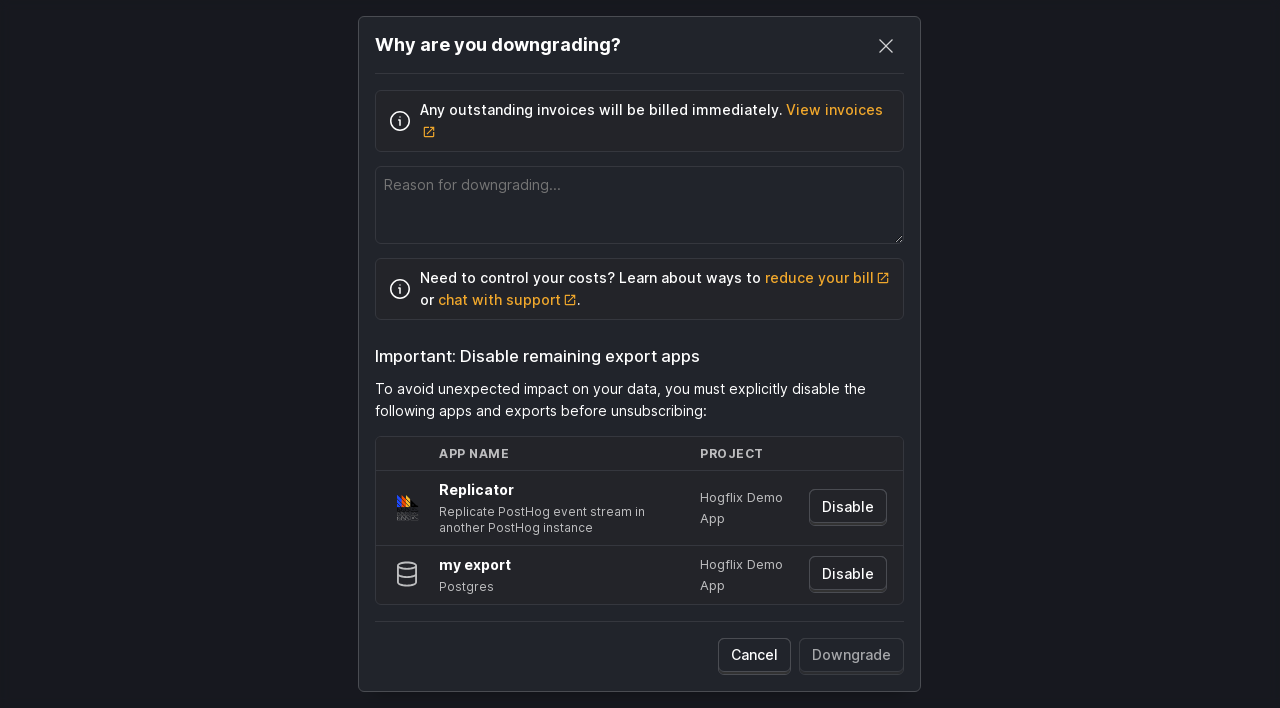 Why are you downgrading?
Any outstanding invoices will be billed immediately. View invoices
Reason for downgrading...
Need to control your costs? Learn about ways to reduce your bill
or chat with support.
Important: Disable remaining export apps
To avoid unexpected impact on your data, you must explicitly disable the
following apps and exports before unsubscribing:
APP NAME PROJECT
Replicator
Replicate PostHog event stream in
another PostHog instance
Hogflix Demo
App
Disable
my export
Postgres
Hogflix Demo
App
Disable
Cancel Downgrade